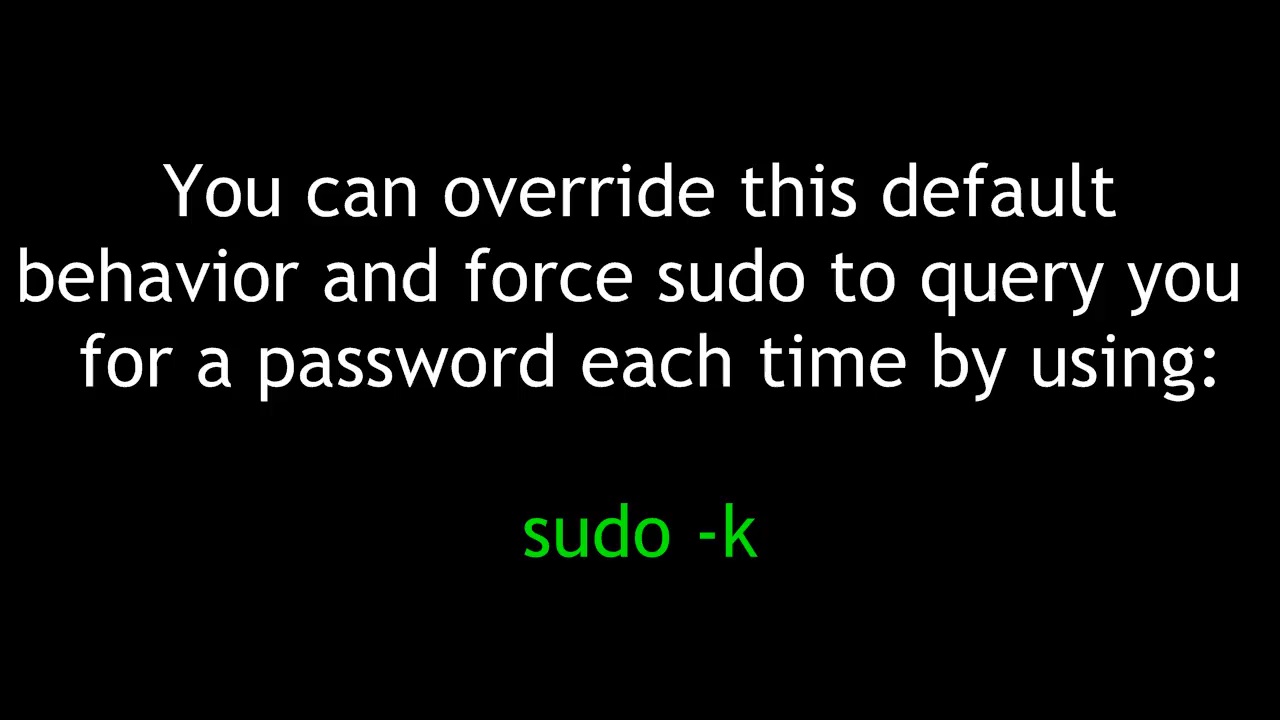 You can override this default
behavior and force sudo to query you
for a password each time by using:
sudo -k